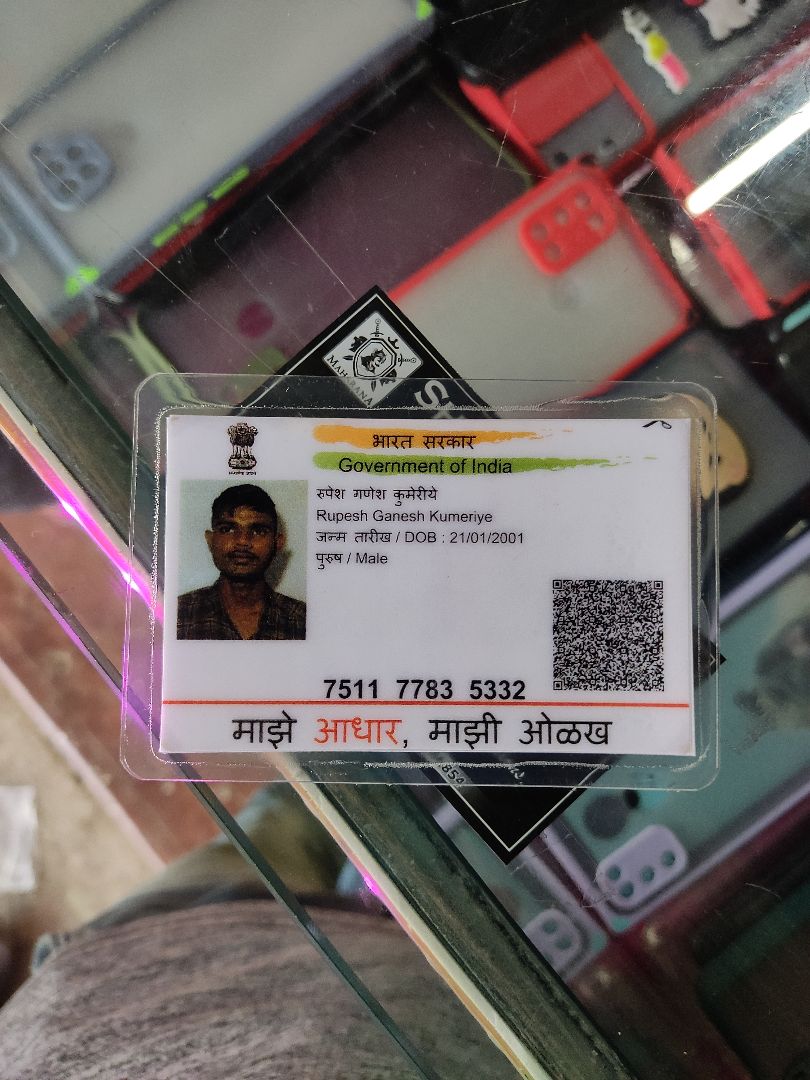 MAHARANA
भारत सरकार
Government of India
रुपेश गणेश कुमेरीये
Rupesh Ganesh Kumeriye
जन्म तारीख / DOB : 21/01/2001
पुरुष / Male
7511 7783 5332
माझे आधार, माझी ओळख